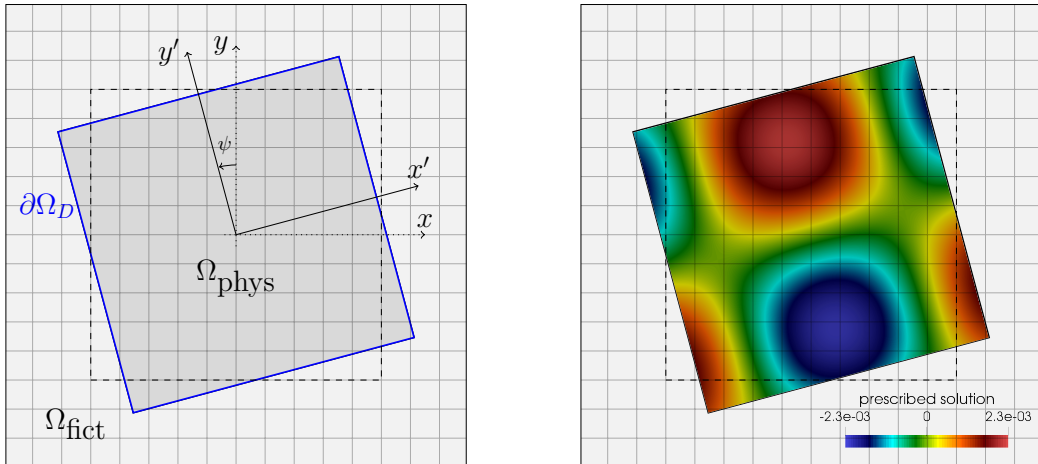 y′
y
ψ
x′
x
∂Ω_D
Ω_phys
Ω_fict
prescribed solution
-2.3e-03 0 2.3e-03